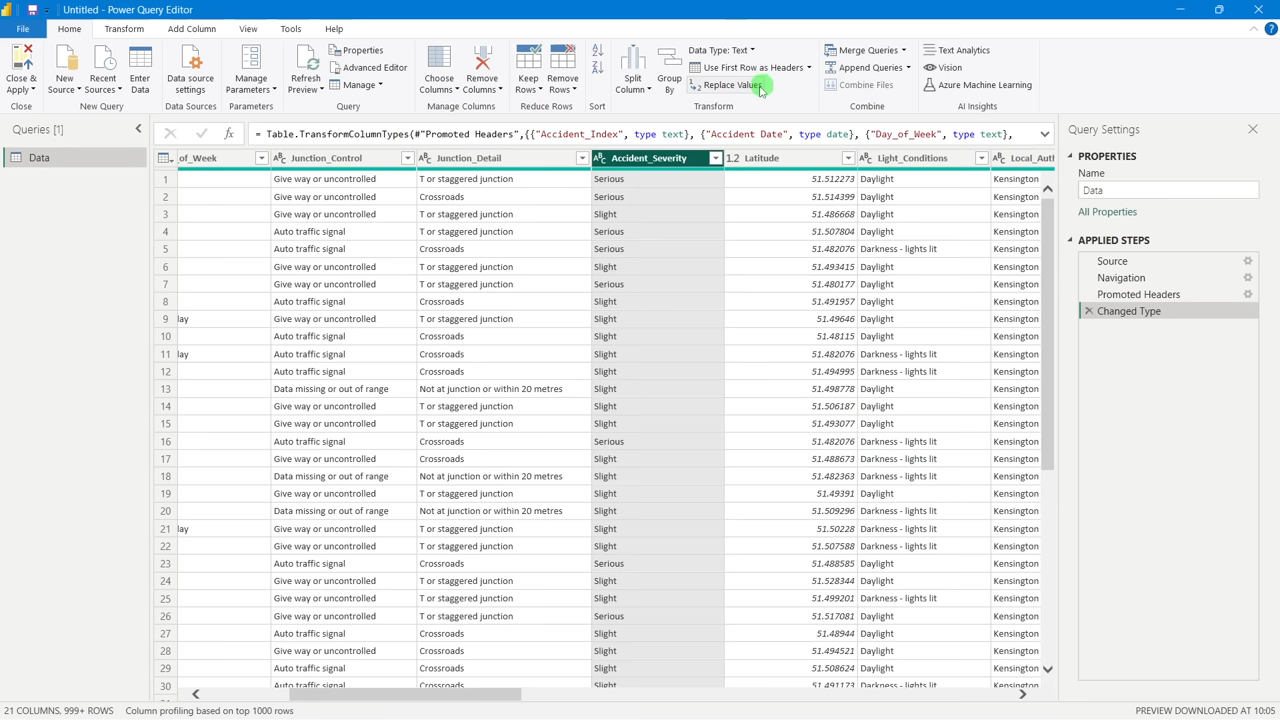 Untitled - Power Query Editor
File Home Transform Add Column View Tools Help
Close & Apply
New Source Recent Sources Enter Data
Data source settings
Manage Parameters
Refresh Preview Properties Advanced Editor Manage
Choose Columns Remove Columns
Keep Rows Remove Rows
Split Column Group By Data Type: Text Use First Row as Headers Replace Values
Merge Queries Append Queries Combine Files
Text Analytics Vision Azure Machine Learning
Close New Query Data Sources Parameters Query Manage Columns Reduce Rows Sort Transform Combine AI Insights
Queries [1]
Data
= Table.TransformColumnTypes(#"Promoted Headers",{{"Accident_Index", type text}, {"Accident Date", type date}, {"Day_of_Week", type text},
of_Week Junction_Control Junction_Detail Accident_Severity 1.2 Latitude Light_Conditions Local_Auth
1 Give way or uncontrolled T or staggered junction Serious 51.512273 Daylight Kensington
2 Give way or uncontrolled Crossroads Serious 51.514399 Daylight Kensington
3 Give way or uncontrolled T or staggered junction Slight 51.486668 Daylight Kensington
4 Auto traffic signal T or staggered junction Serious 51.507804 Daylight Kensington
5 Auto traffic signal Crossroads Serious 51.482076 Darkness - lights lit Kensington
6 Give way or uncontrolled T or staggered junction Slight 51.493415 Daylight Kensington
7 Give way or uncontrolled T or staggered junction Serious 51.480177 Daylight Kensington
8 Auto traffic signal Crossroads Slight 51.491957 Daylight Kensington
9 lay Give way or uncontrolled T or staggered junction Slight 51.49646 Daylight Kensington
10 Auto traffic signal Crossroads Slight 51.48115 Daylight Kensington
11 lay Auto traffic signal Crossroads Slight 51.482076 Darkness - lights lit Kensington
12 Auto traffic signal Crossroads Slight 51.494995 Darkness - lights lit Kensington
13 Data missing or out of range Not at junction or within 20 metres Slight 51.498778 Daylight Kensington
14 Give way or uncontrolled T or staggered junction Slight 51.506187 Daylight Kensington
15 Give way or uncontrolled T or staggered junction Slight 51.493077 Daylight Kensington
16 Auto traffic signal Crossroads Serious 51.482076 Darkness - lights lit Kensington
17 Give way or uncontrolled T or staggered junction Slight 51.488673 Darkness - lights lit Kensington
18 Data missing or out of range Not at junction or within 20 metres Slight 51.482363 Darkness - lights lit Kensington
19 Give way or uncontrolled T or staggered junction Slight 51.49391 Daylight Kensington
20 Data missing or out of range Not at junction or within 20 metres Slight 51.509296 Darkness - lights lit Kensington
21 lay Give way or uncontrolled T or staggered junction Slight 51.50228 Darkness - lights lit Kensington
22 Give way or uncontrolled T or staggered junction Slight 51.507588 Darkness - lights lit Kensington
23 Give way or uncontrolled Crossroads Serious 51.488585 Daylight Kensington
24 Give way or uncontrolled T or staggered junction Slight 51.528344 Daylight Kensington
25 Give way or uncontrolled T or staggered junction Slight 51.499201 Darkness - lights lit Kensington
26 Give way or uncontrolled T or staggered junction Serious 51.517081 Daylight Kensington
27 Auto traffic signal Crossroads Slight 51.48944 Daylight Kensington
28 Give way or uncontrolled Crossroads Slight 51.494521 Daylight Kensington
29 Auto traffic signal Crossroads Slight 51.508624 Daylight Kensington
30 Auto traffic signal Crossroads Slight 51.491173 Darkness - lights lit Kensington
Query Settings
PROPERTIES
Name
Data
All Properties
APPLIED STEPS
Source
Navigation
Promoted Headers
Changed Type
21 COLUMNS, 999+ ROWS Column profiling based on top 1000 rows PREVIEW DOWNLOADED AT 10:05